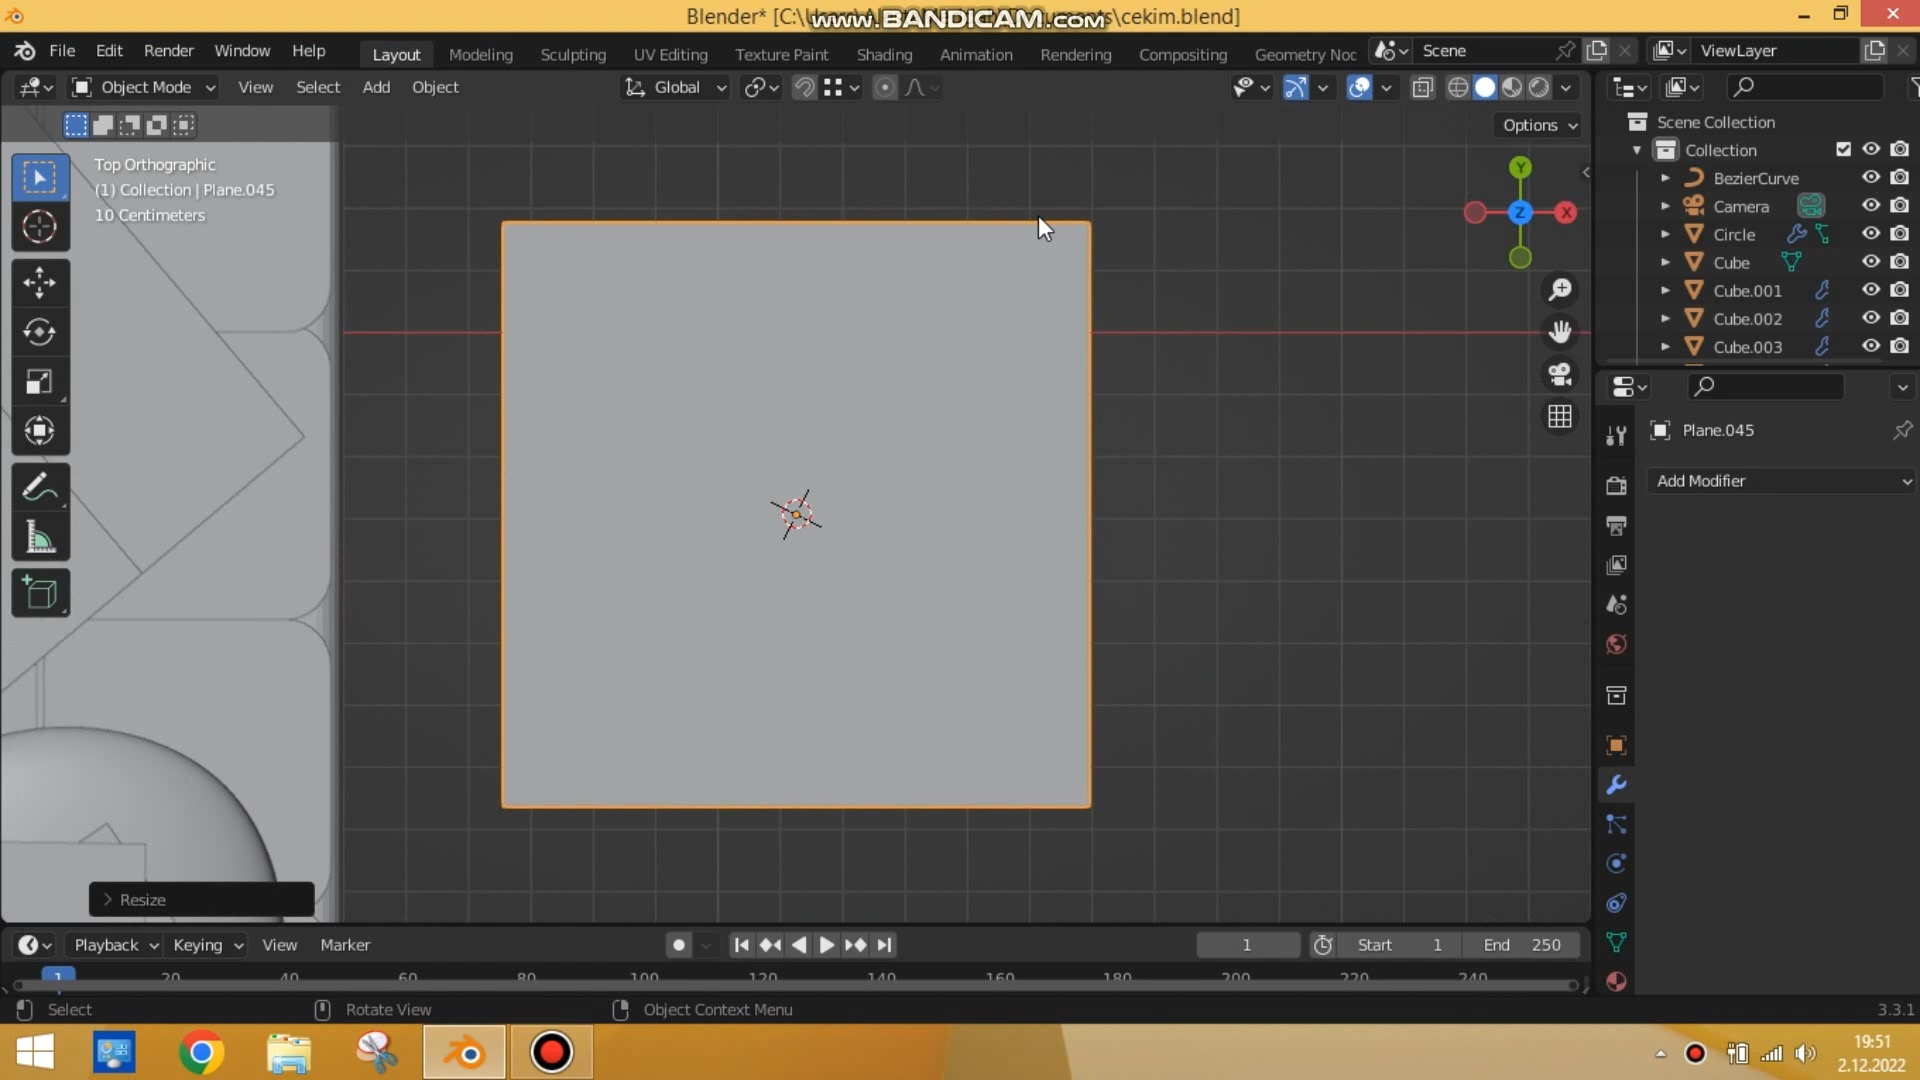 Blender* [C:\Users\
www.BANDICAM.com
\cekim.blend]
File Edit Render Window Help
Layout Modeling Sculpting UV Editing Texture Paint Shading Animation Rendering Compositing Geometry Noc
Scene
ViewLayer
Object Mode View Select Add Object
Global
Options
Top Orthographic
(1) Collection | Plane.045
10 Centimeters
Y
X
Z
Scene Collection
Collection
BezierCurve
Camera
Circle
Cube
Cube.001
Cube.002
Cube.003
Plane.045
Add Modifier
Resize
Playback Keying View Marker
1
Start 1
End 250
1 20 40 60 80 100 120 140 160 180 200 220 240
Select
Rotate View
Object Context Menu
3.3.1
19:51
2.12.2022